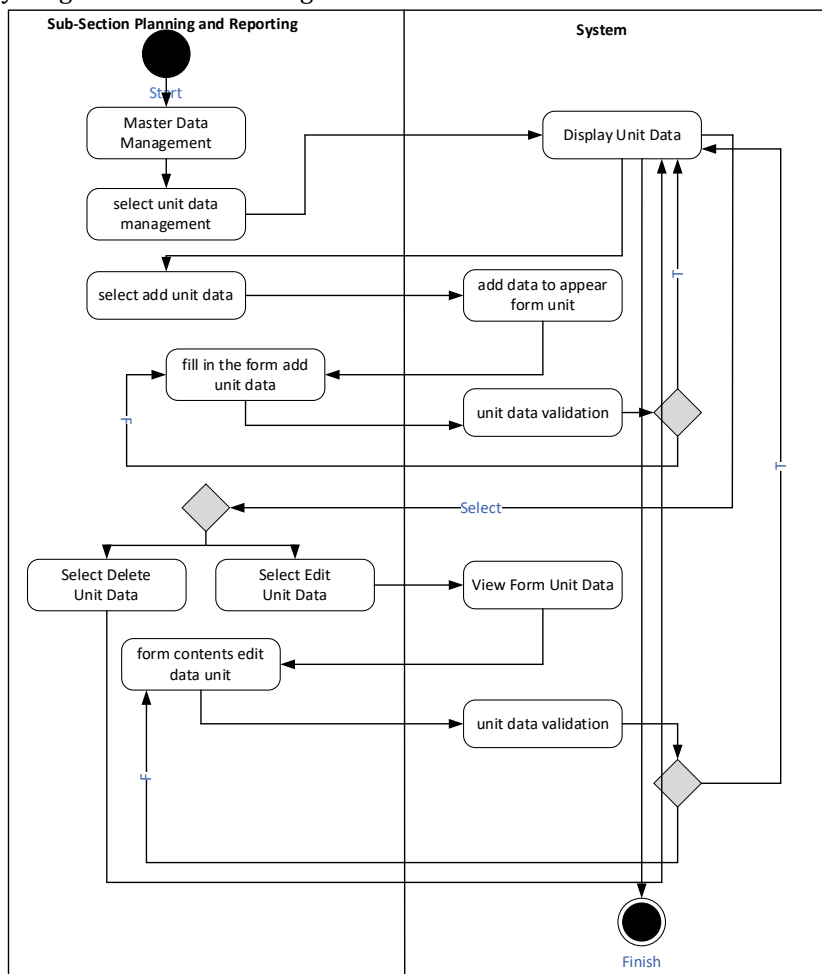 Sub-Section Planning and Reporting
System
Start
Master Data
Management
Display Unit Data
select unit data
management
select add unit data
add data to appear
form unit
T
fill in the form add
unit data
F
unit data validation
T
Select
Select Delete
Unit Data
Select Edit
Unit Data
View Form Unit Data
form contents edit
data unit
unit data validation
F
Finish